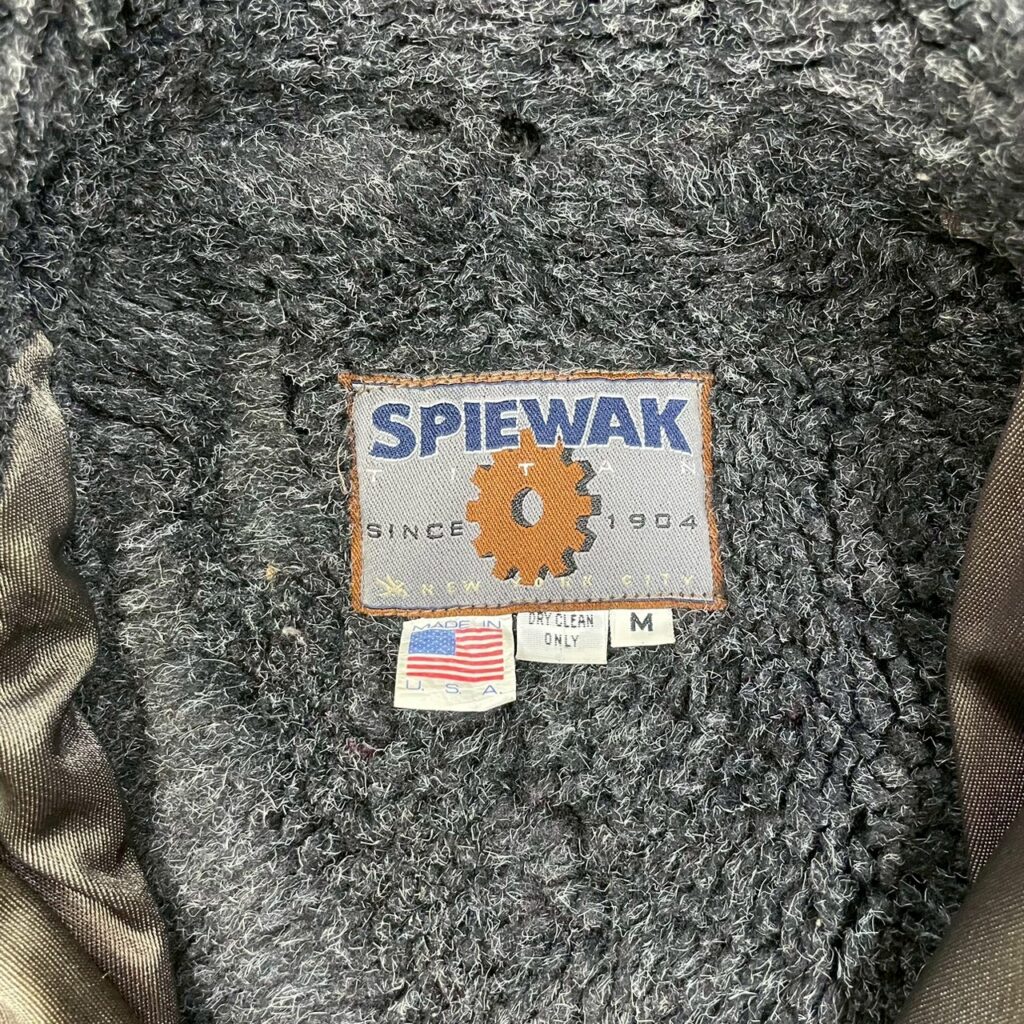 SPIEWAK
TITAN
SINCE 1904
NEW YORK CITY
MADE IN
U. S. A.
DRY CLEAN
ONLY
M